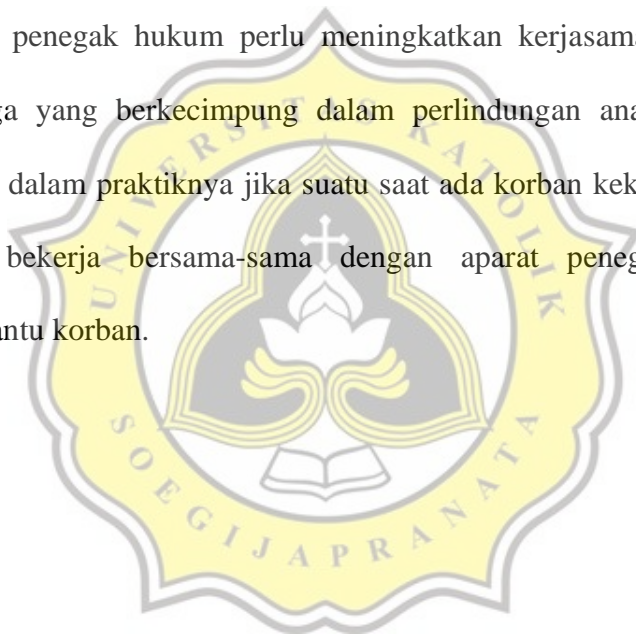 penegak hukum perlu meningkatkan kerjasama
ga yang berkecimpung dalam perlindungan ana
dalam praktiknya jika suatu saat ada korban kek
bekerja bersama-sama dengan aparat peneg
antu korban.
UNIVERSITAS KATOLIK
SOEGIJAPRANATA